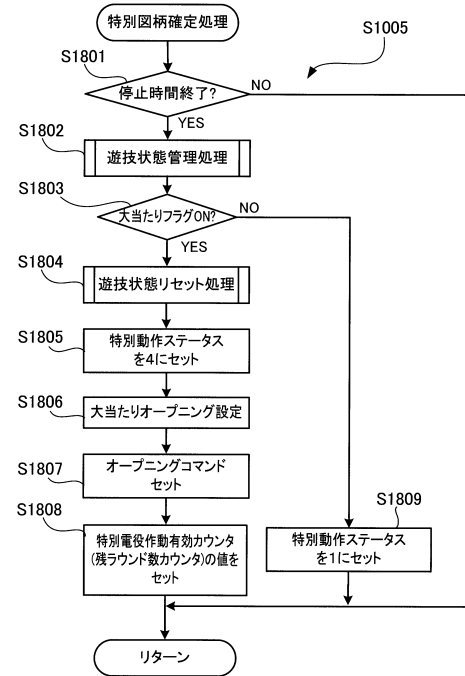 特別図柄確定処理
S1005
S1801
停止時間終了?
NO
YES
S1802
遊技状態管理処理
S1803
大当たりフラグON?
NO
YES
S1804
遊技状態リセット処理
S1805
特別動作ステータス
を4にセット
S1806
大当たりオープニング設定
S1807
オープニングコマンド
セット
S1808
特別電役作動有効カウンタ
(残ラウンド数カウンタ)の値を
セット
S1809
特別動作ステータス
を1にセット
リターン